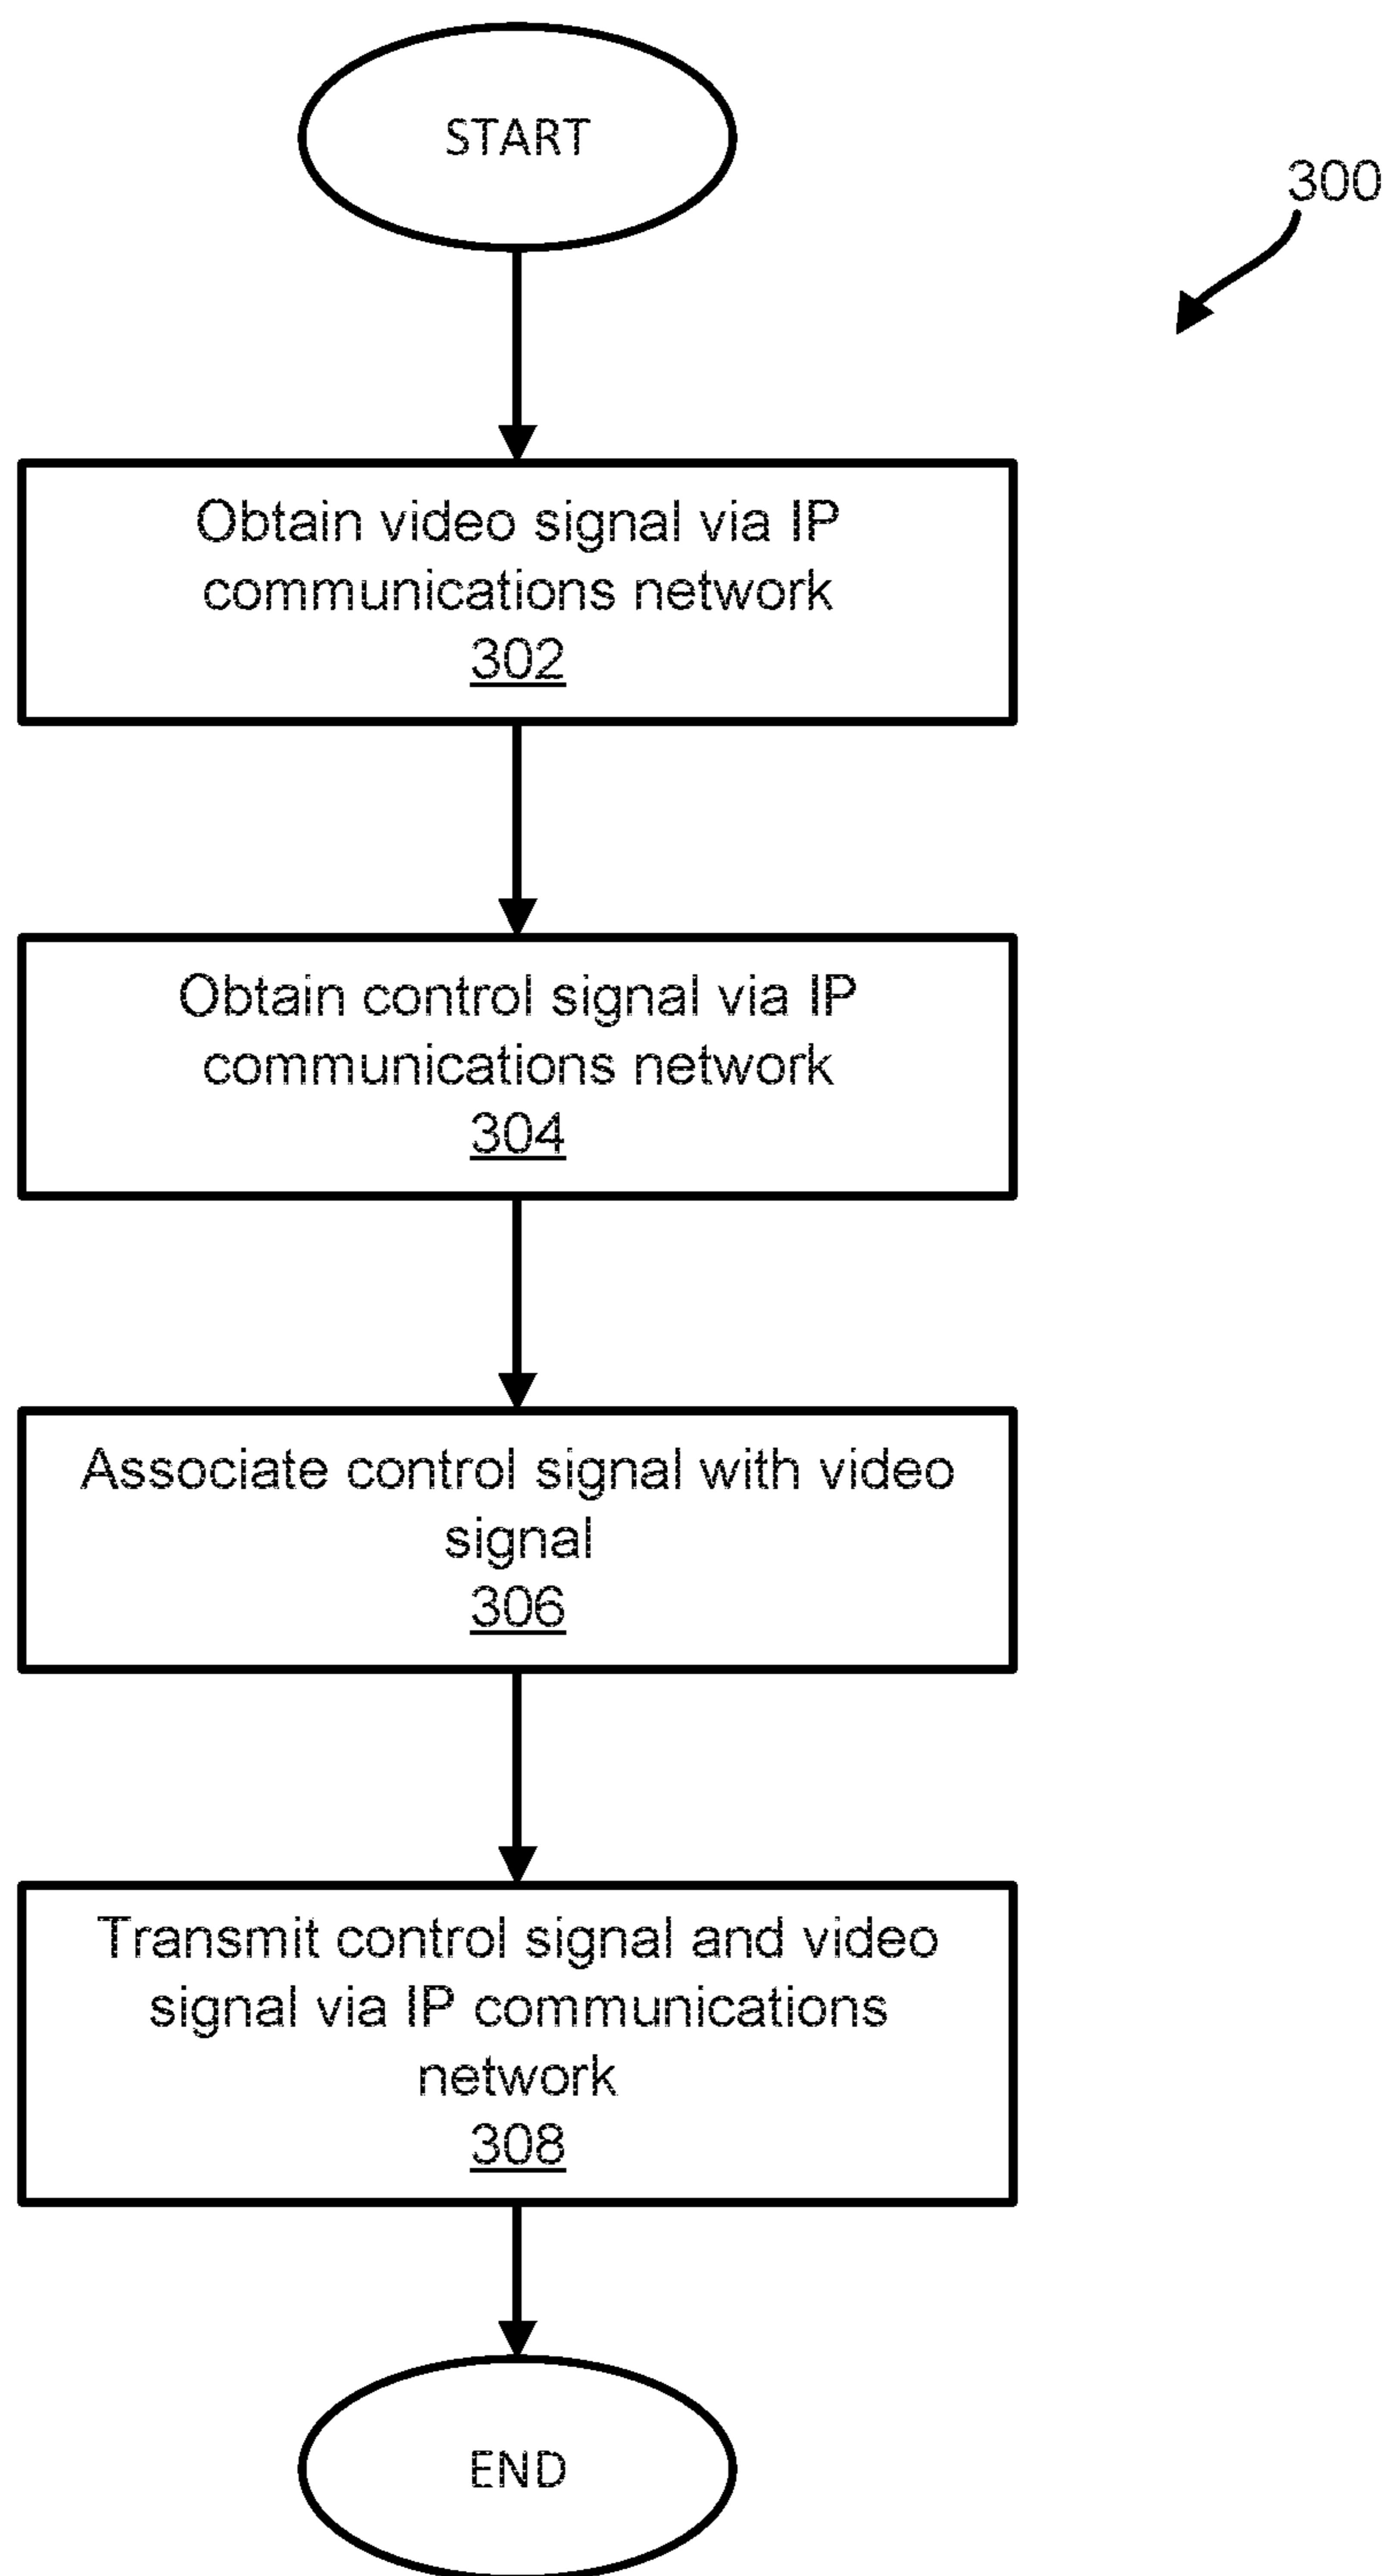 START
300
Obtain video signal via IP
communications network
302
Obtain control signal via IP
communications network
304
Associate control signal with video
signal
306
Transmit control signal and video
signal via IP communications
network
308
END